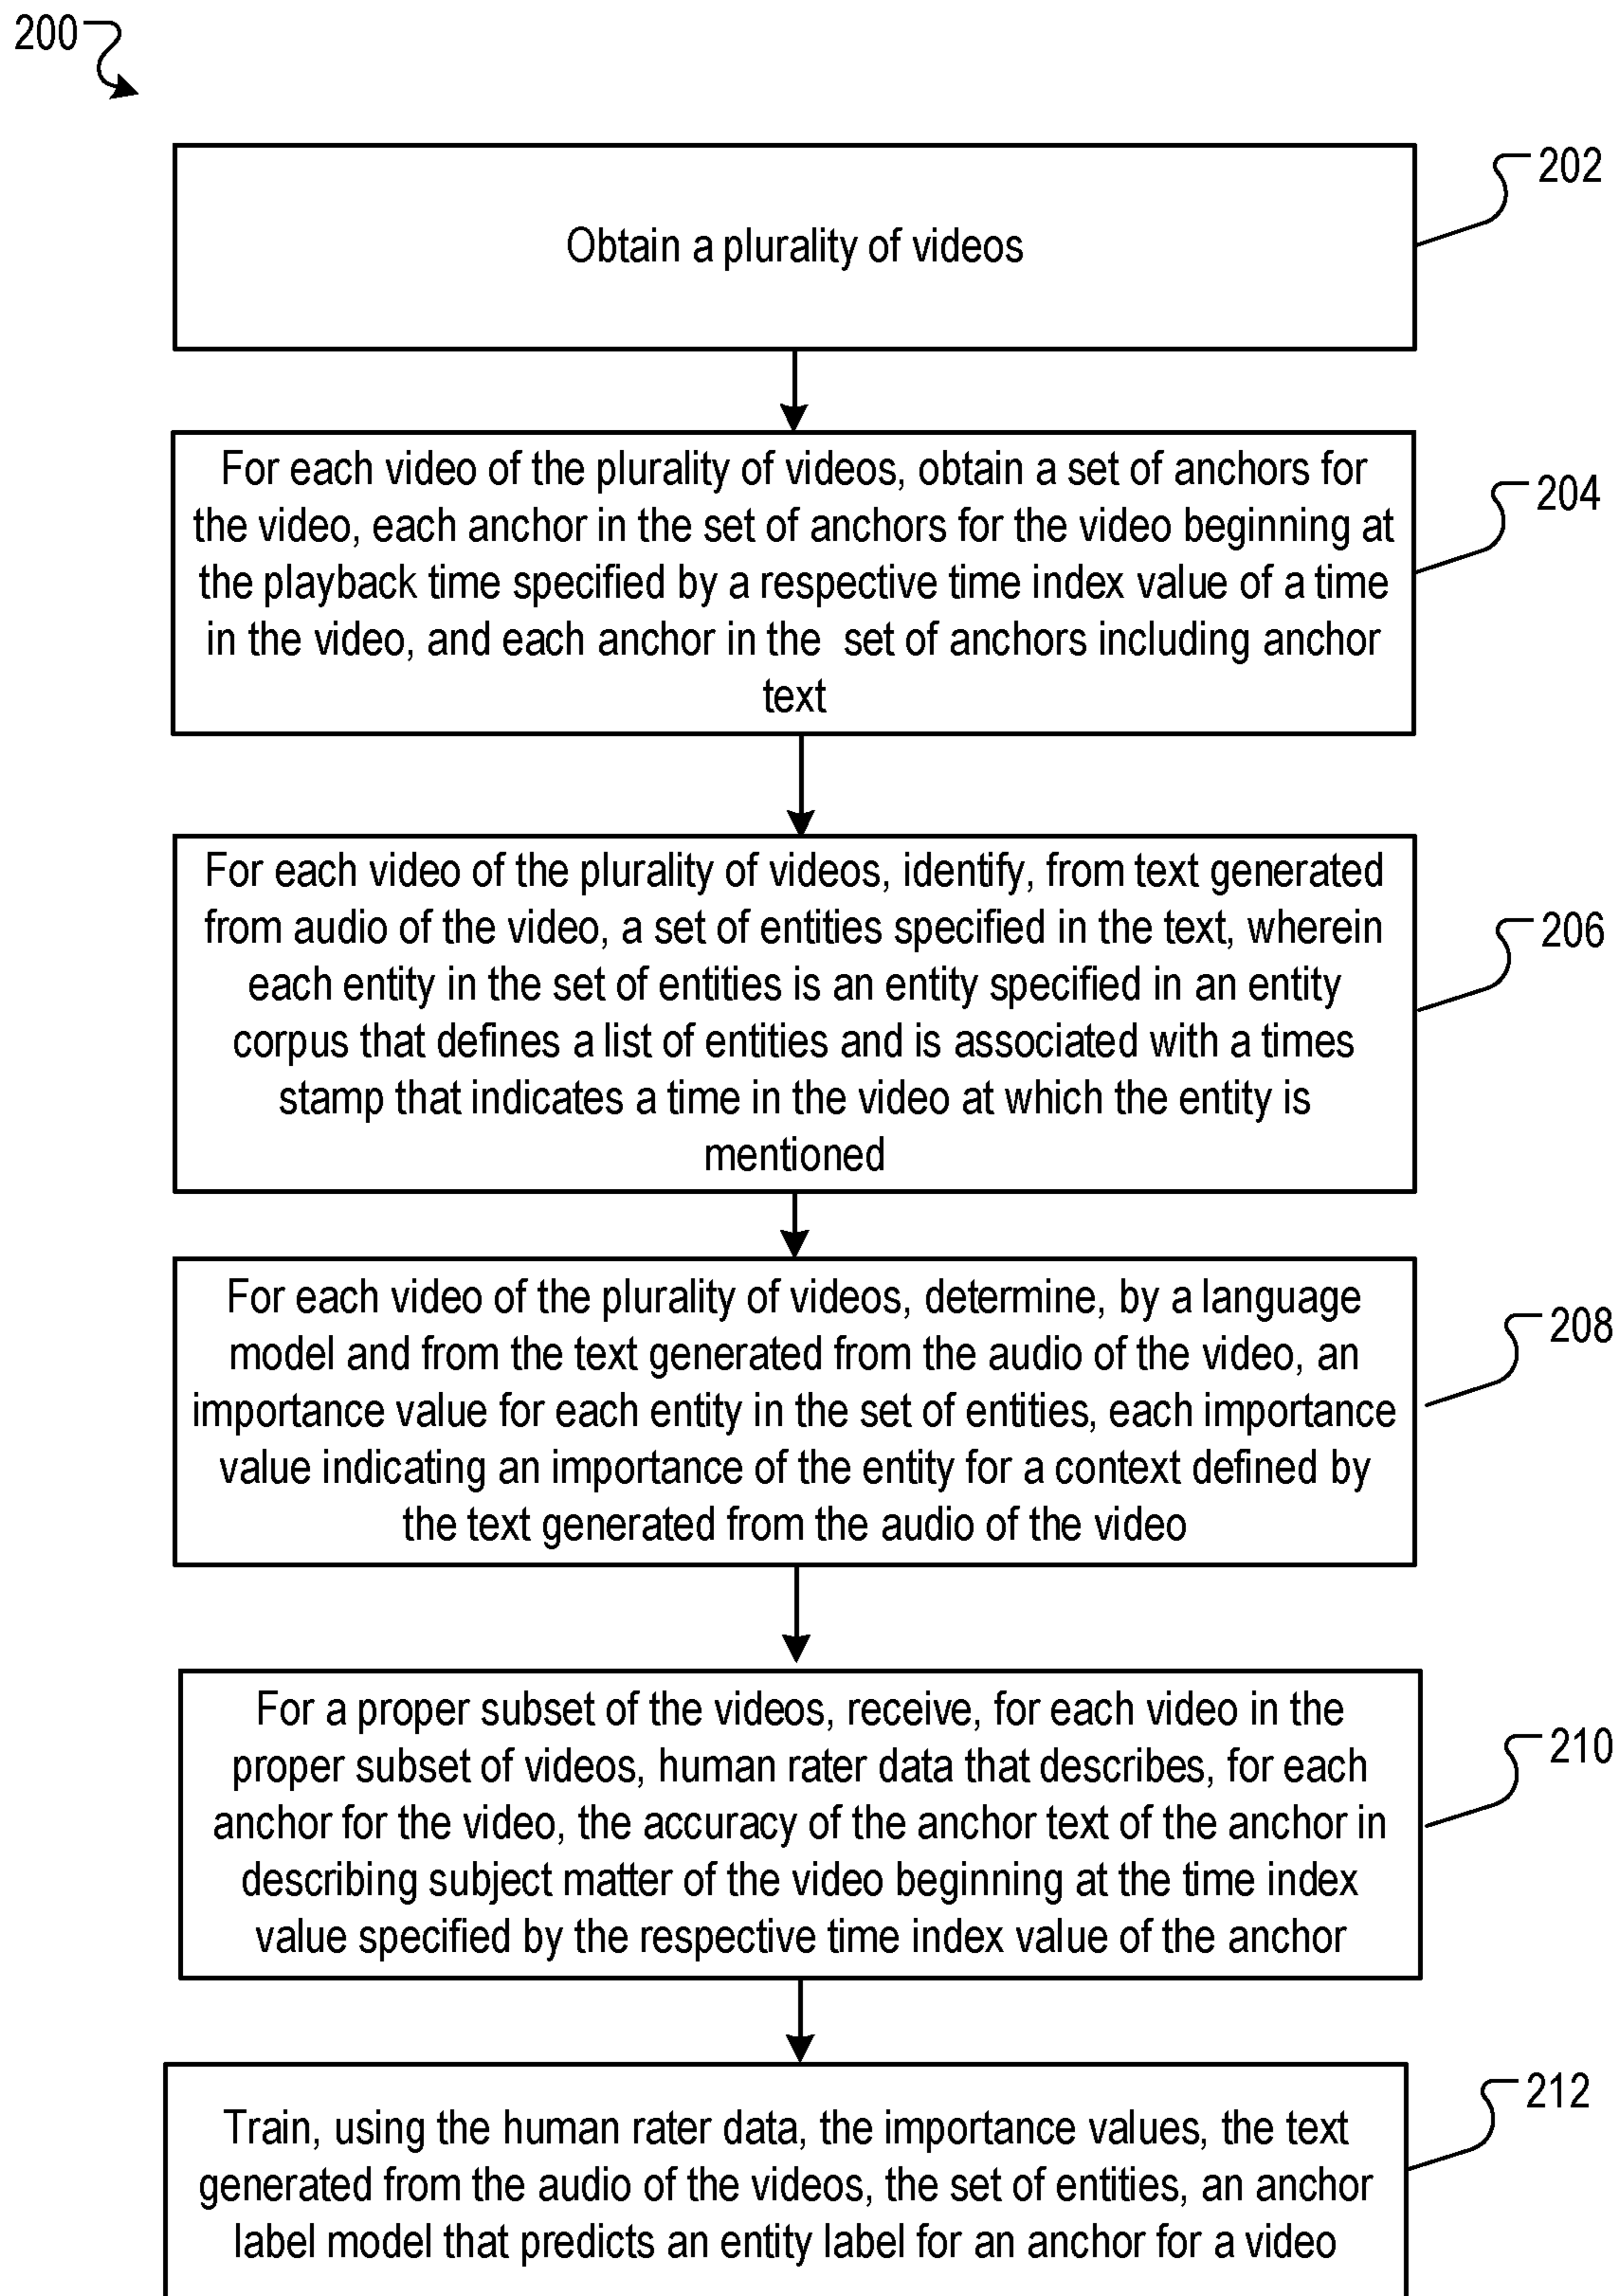 200
202
Obtain a plurality of videos
For each video of the plurality of videos, obtain a set of anchors for
204
the video, each anchor in the set of anchors for the video beginning at
the playback time specified by a respective time index value of a time
in the video, and each anchor in the set of anchors including anchor
text
For each video of the plurality of videos, identify, from text generated
from audio of the video, a set of entities specified in the text, wherein
206
each entity in the set of entities is an entity specified in an entity
corpus that defines a list of entities and is associated with a times
stamp that indicates a time in the video at which the entity is
mentioned
For each video of the plurality of videos, determine, by a language
208
model and from the text generated from the audio of the video, an
importance value for each entity in the set of entities, each importance
value indicating an importance of the entity for a context defined by
the text generated from the audio of the video
For a proper subset of the videos, receive, for each video in the
210
proper subset of videos, human rater data that describes, for each
anchor for the video, the accuracy of the anchor text of the anchor in
describing subject matter of the video beginning at the time index
value specified by the respective time index value of the anchor
212
Train, using the human rater data, the importance values, the text
generated from the audio of the videos, the set of entities, an anchor
label model that predicts an entity label for an anchor for a video